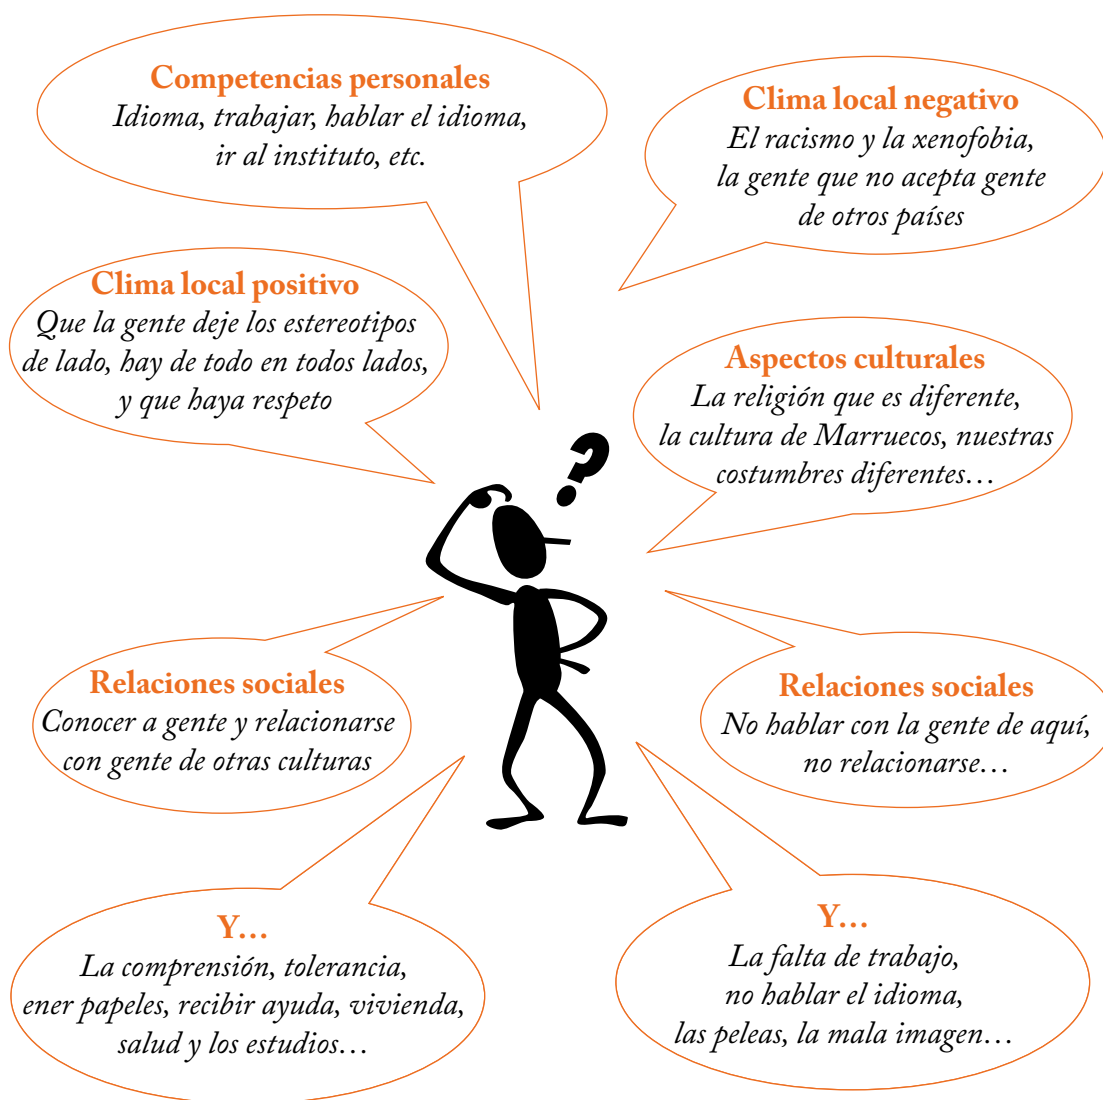 Competencias personales
Idioma, trabajar, hablar el idioma,
ir al instituto, etc.
Clima local negativo
El racismo y la xenofobia,
la gente que no acepta gente
de otros países
Clima local positivo
Que la gente deje los estereotipos
de lado, hay de todo en todos lados,
y que haya respeto
Aspectos culturales
La religión que es diferente,
la cultura de Marruecos, nuestras
costumbres diferentes…
?
Relaciones sociales
Conocer a gente y relacionarse
con gente de otras culturas
Relaciones sociales
No hablar con la gente de aquí,
no relacionarse…
Y…
La comprensión, tolerancia,
ener papeles, recibir ayuda, vivienda,
salud y los estudios…
Y…
La falta de trabajo,
no hablar el idioma,
las peleas, la mala imagen…